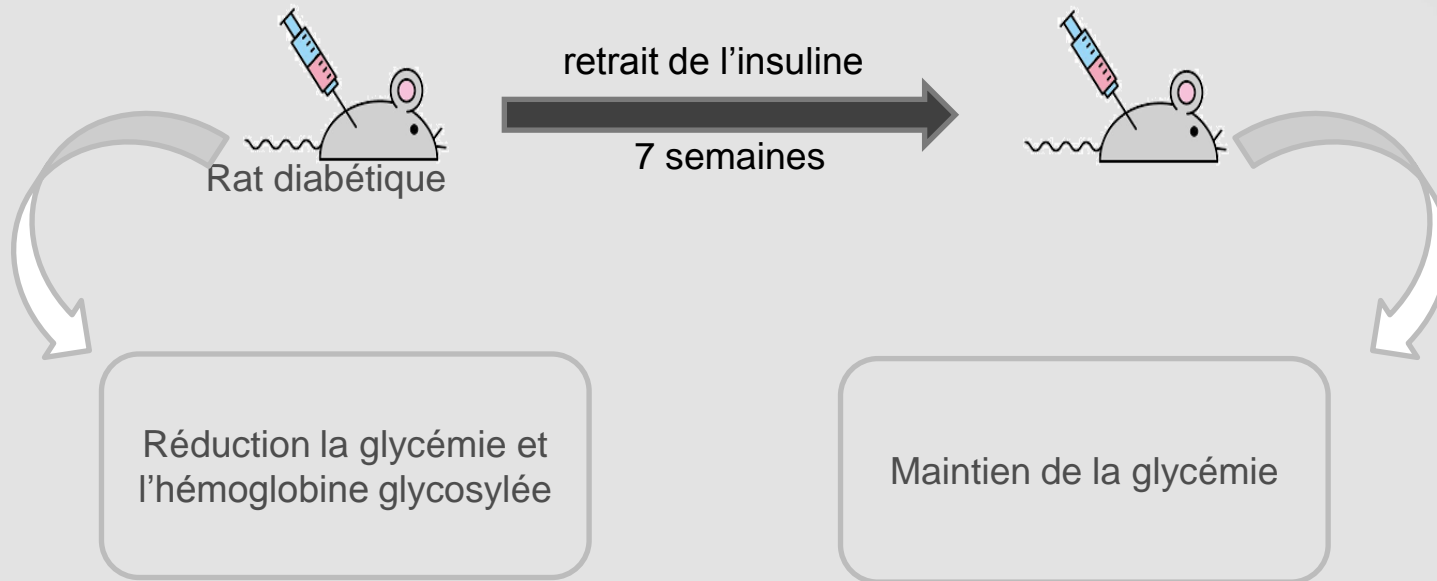 retrait de l’insuline
7 semaines
Rat diabétique
Réduction la glycémie et
l’hémoglobine glycosylée
Maintien de la glycémie